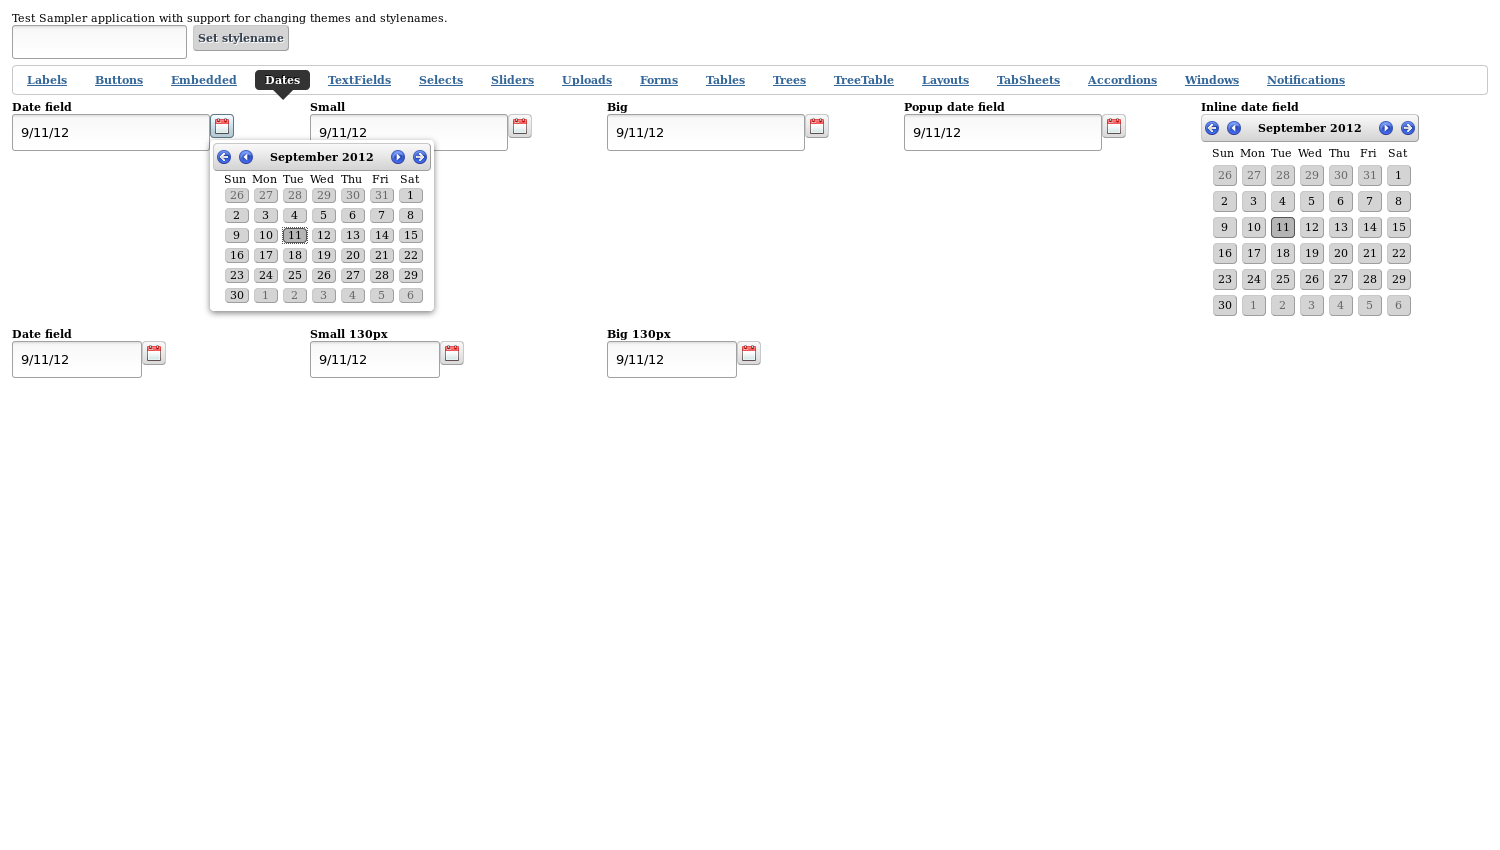 Test Sampler application with support for changing themes and stylenames.
Set stylename
Labels Buttons Embedded Dates TextFields Selects Sliders Uploads Forms Tables Trees TreeTable Layouts TabSheets Accordions Windows Notifications
Date field Small Big Popup date field Inline date field
9/11/12 9/11/12 9/11/12 9/11/12
September 2012
Sun Mon Tue Wed Thu Fri Sat
26 27 28 29 30 31 1
2 3 4 5 6 7 8
9 10 11 12 13 14 15
16 17 18 19 20 21 22
23 24 25 26 27 28 29
30 1 2 3 4 5 6
September 2012
Sun Mon Tue Wed Thu Fri Sat
26 27 28 29 30 31 1
2 3 4 5 6 7 8
9 10 11 12 13 14 15
16 17 18 19 20 21 22
23 24 25 26 27 28 29
30 1 2 3 4 5 6
Date field Small 130px Big 130px
9/11/12 9/11/12 9/11/12